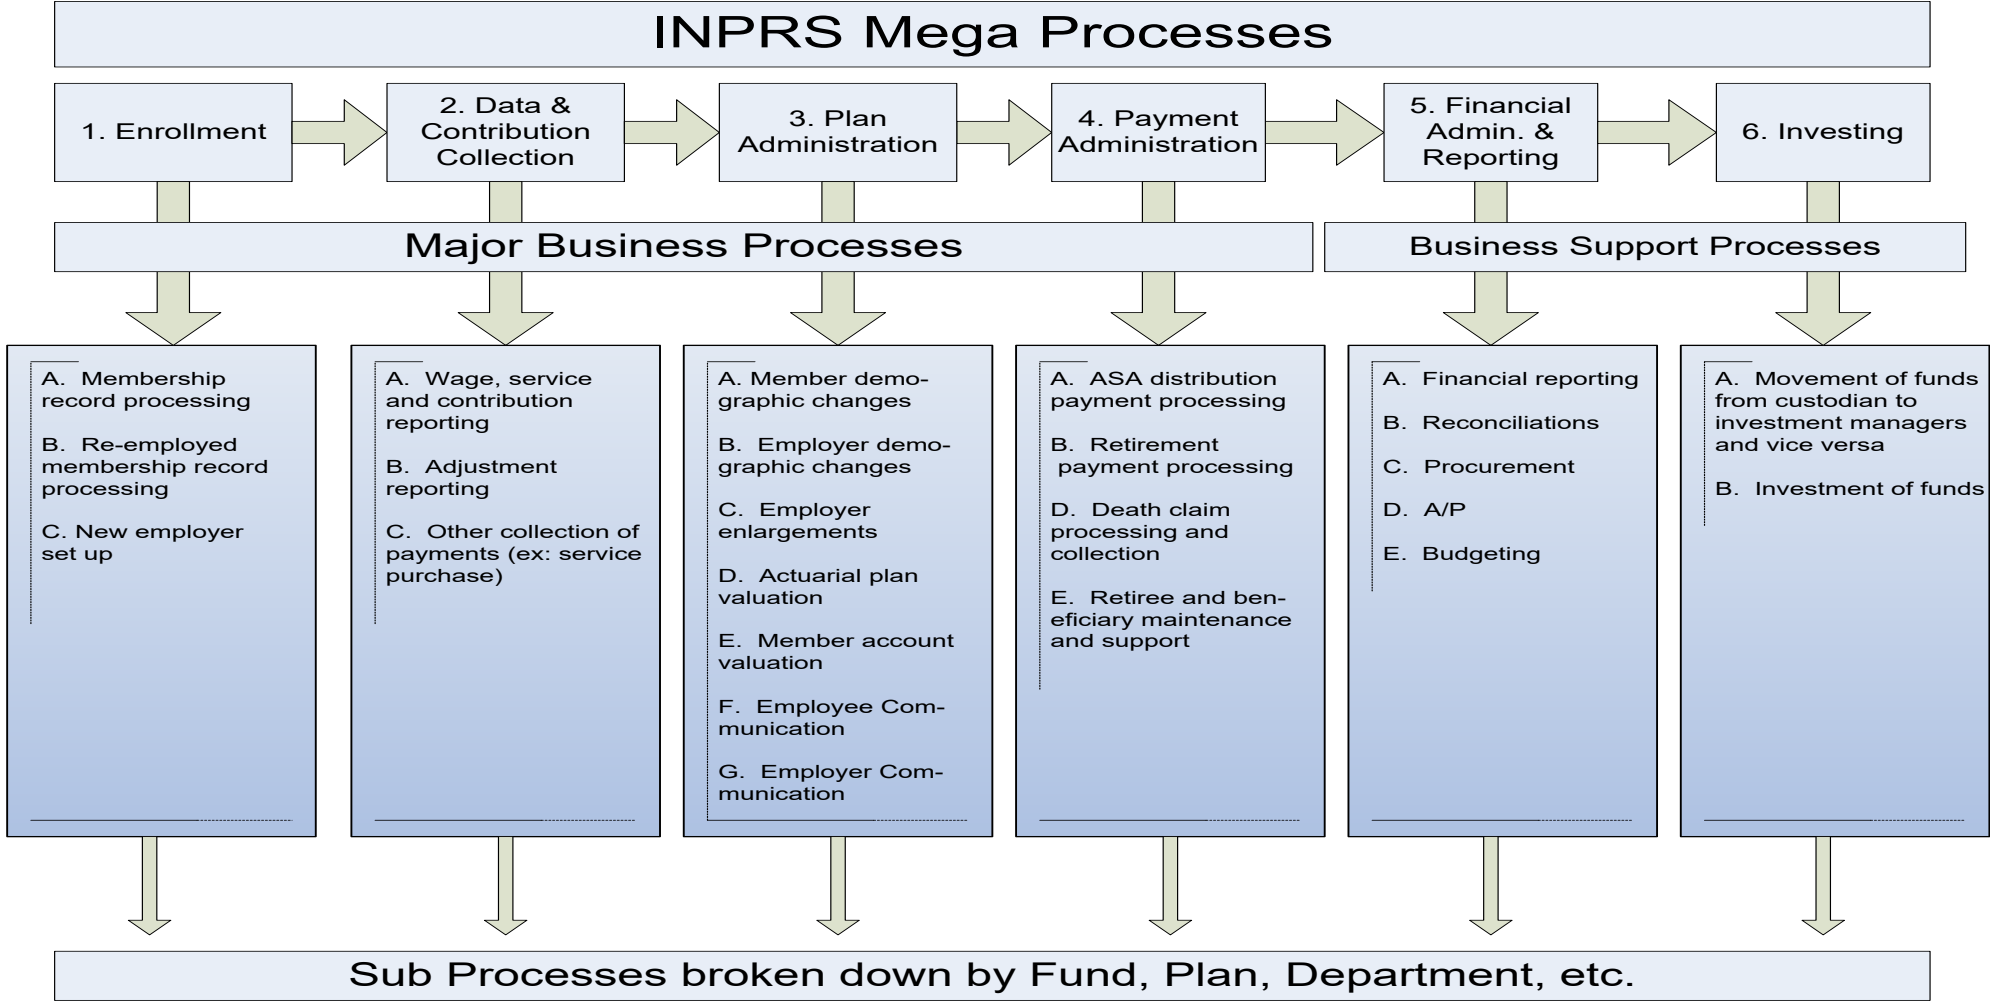 INPRS Mega Processes
1. Enrollment
2. Data &
Contribution
Collection
3. Plan
Administration
4. Payment
Administration
5. Financial
Admin. &
Reporting
6. Investing
Major Business Processes
Business Support Processes
A. Membership
record processing
B. Re-employed
membership record
processing
C. New employer
set up
A. Wage, service
and contribution
reporting
B. Adjustment
reporting
C. Other collection of
payments (ex: service
purchase)
A. Member demo-
graphic changes
B. Employer demo-
graphic changes
C. Employer
enlargements
D. Actuarial plan
valuation
E. Member account
valuation
F. Employee Com-
munication
G. Employer Com-
munication
A. ASA distribution
payment processing
B. Retirement
payment processing
D. Death claim
processing and
collection
E. Retiree and ben-
eficiary maintenance
and support
A. Financial reporting
B. Reconciliations
C. Procurement
D. A/P
E. Budgeting
A. Movement of funds
from custodian to
investment managers
and vice versa
B. Investment of funds
Sub Processes broken down by Fund, Plan, Department, etc.